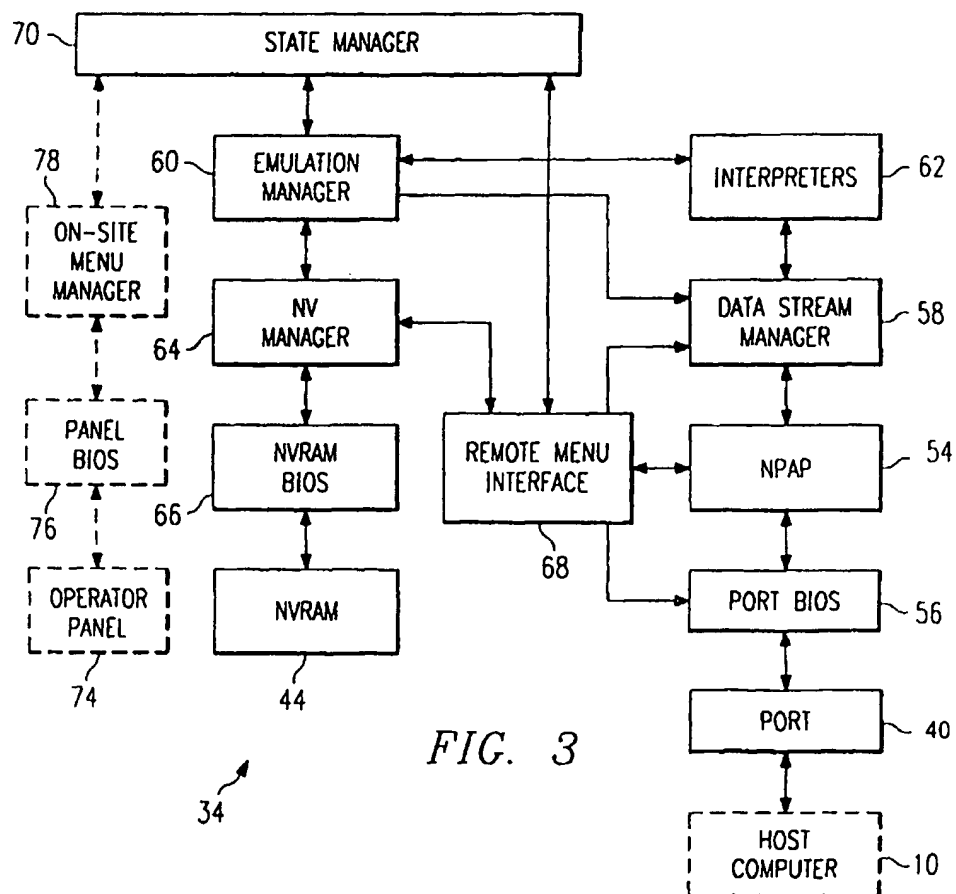 70
STATE MANAGER
78
ON-SITE
MENU
MANAGER
60
EMULATION
MANAGER
INTERPRETERS
62
NV
MANAGER
64
DATA STREAM
MANAGER
58
PANEL
BIOS
76
NVRAM
BIOS
66
REMOTE MENU
INTERFACE
68
NPAP
54
OPERATOR
PANEL
74
NVRAM
44
PORT BIOS
56
PORT
40
FIG. 3
34
HOST
COMPUTER
10